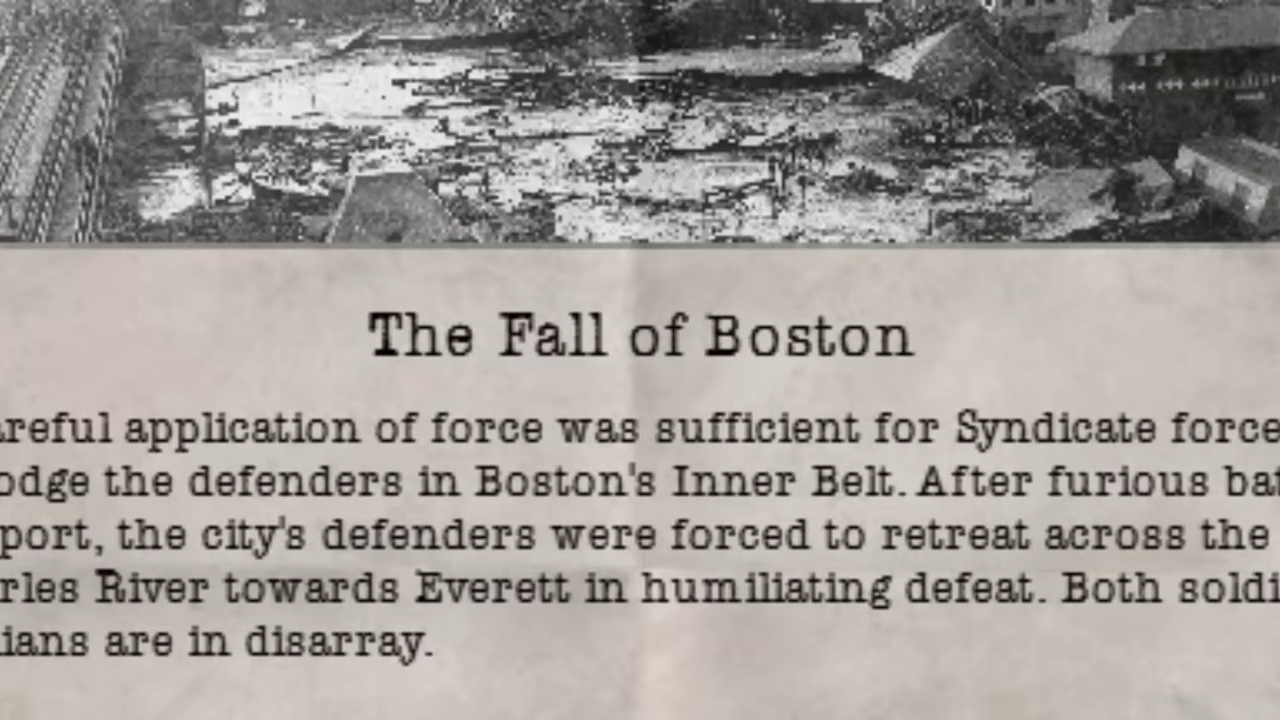 The Fall of Boston
areful application of force was sufficient for Syndicate force
odge the defenders in Boston's Inner Belt. After furious bat
port, the city's defenders were forced to retreat across the
rles River towards Everett in humiliating defeat. Both soldi
ians are in disarray.